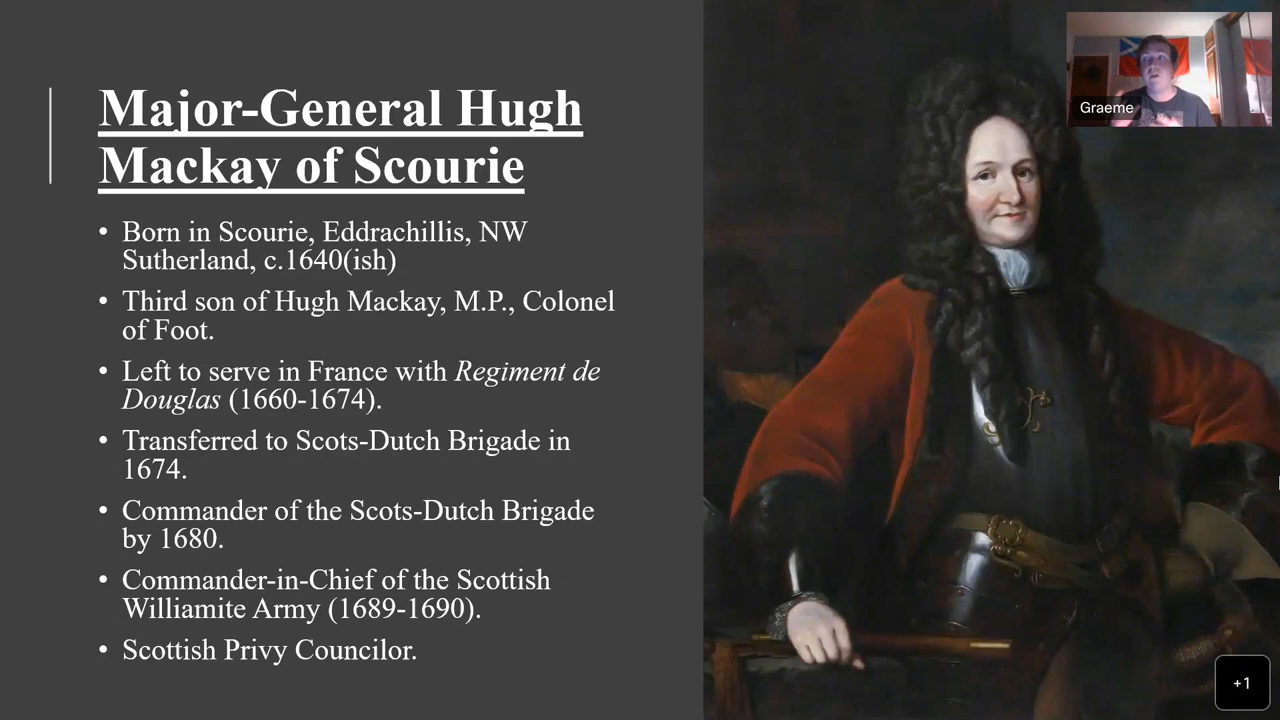 Major-General Hugh
Mackay of Scourie
• Born in Scourie, Eddrachillis, NW
Sutherland, c.1640(ish)
• Third son of Hugh Mackay, M.P., Colonel
of Foot.
• Left to serve in France with Regiment de
Douglas (1660-1674).
• Transferred to Scots-Dutch Brigade in
1674.
• Commander of the Scots-Dutch Brigade
by 1680.
• Commander-in-Chief of the Scottish
Williamite Army (1689-1690).
• Scottish Privy Councilor.
Graeme
+1